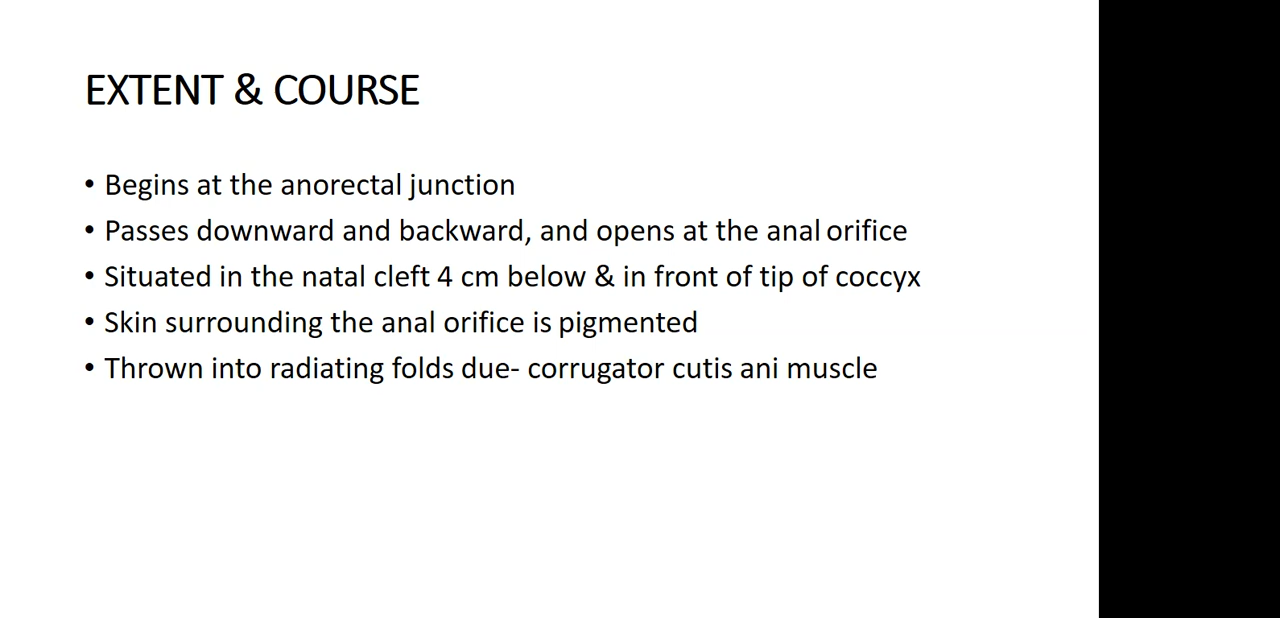 EXTENT & COURSE
• Begins at the anorectal junction
• Passes downward and backward, and opens at the anal orifice
• Situated in the natal cleft 4 cm below & in front of tip of coccyx
• Skin surrounding the anal orifice is pigmented
• Thrown into radiating folds due- corrugator cutis ani muscle